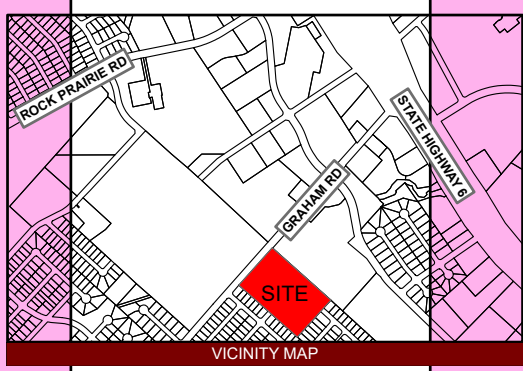 ROCK PRAIRIE RD
STATE HIGHWAY 6
GRAHAM RD
SITE
VICINITY MAP